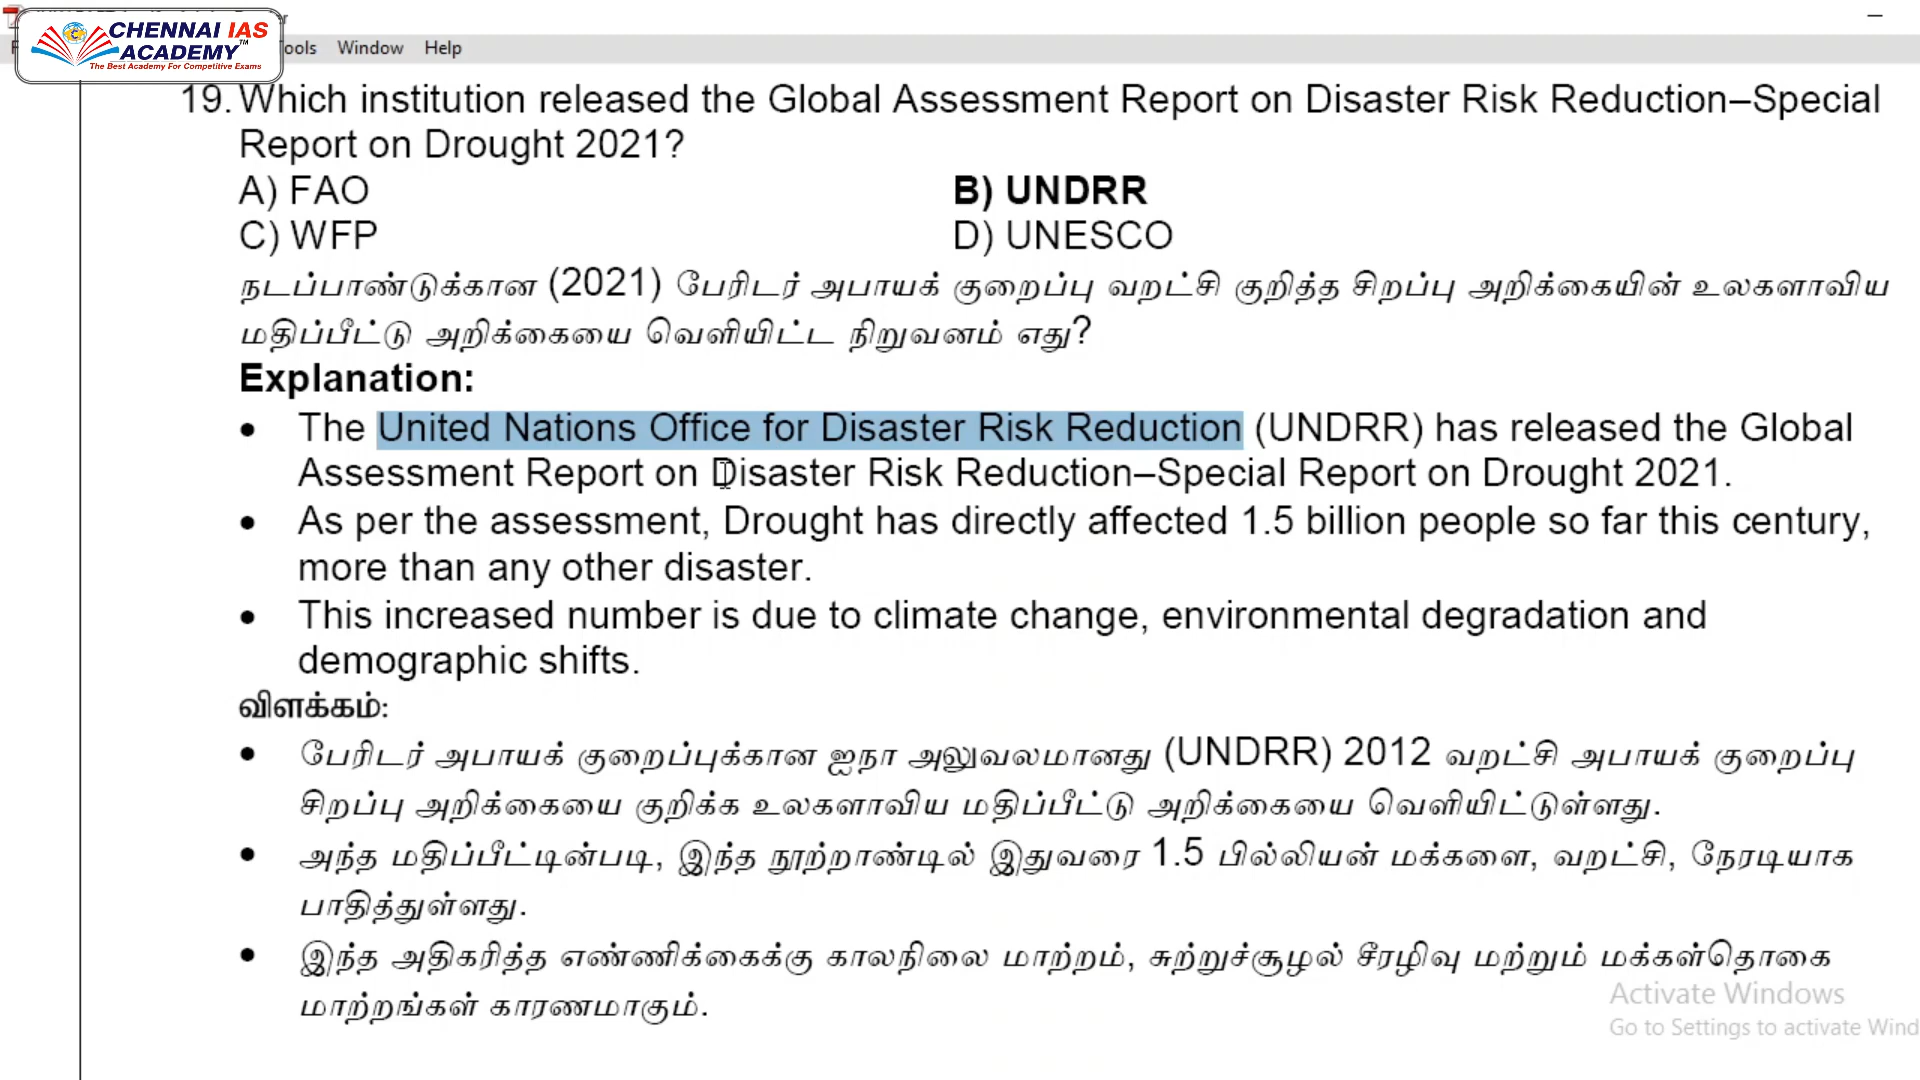 CHENNAI IAS
ACADEMY™
The Best Academy For Competitive Exams
Window Help
19. Which institution released the Global Assessment Report on Disaster Risk Reduction–Special
Report on Drought 2021?
A) FAO B) UNDRR
C) WFP D) UNESCO
நடப்பாண்டுக்கான (2021) பேரிடர் அபாயக் குறைப்பு வறட்சி குறித்த சிறப்பு அறிக்கையின் உலகளாவிய
மதிப்பீட்டு அறிக்கையை வெளியிட்ட நிறுவனம் எது?
Explanation:
• The United Nations Office for Disaster Risk Reduction (UNDRR) has released the Global
Assessment Report on Disaster Risk Reduction–Special Report on Drought 2021.
• As per the assessment, Drought has directly affected 1.5 billion people so far this century,
more than any other disaster.
• This increased number is due to climate change, environmental degradation and
demographic shifts.
விளக்கம்:
• பேரிடர் அபாயக் குறைப்புக்கான ஐநா அலுவலமானது (UNDRR) 2012 வறட்சி அபாயக் குறைப்பு
சிறப்பு அறிக்கையை குறிக்க உலகளாவிய மதிப்பீட்டு அறிக்கையை வெளியிட்டுள்ளது.
• அந்த மதிப்பீட்டின்படி, இந்த நூற்றாண்டில் இதுவரை 1.5 பில்லியன் மக்களை, வறட்சி, நேரடியாக
பாதித்துள்ளது.
• இந்த அதிகரித்த எண்ணிக்கைக்கு காலநிலை மாற்றம், சுற்றுச்சூழல் சீரழிவு மற்றும் மக்கள்தொகை
மாற்றங்கள் காரணமாகும்.
Activate Windows
Go to Settings to activate Wind